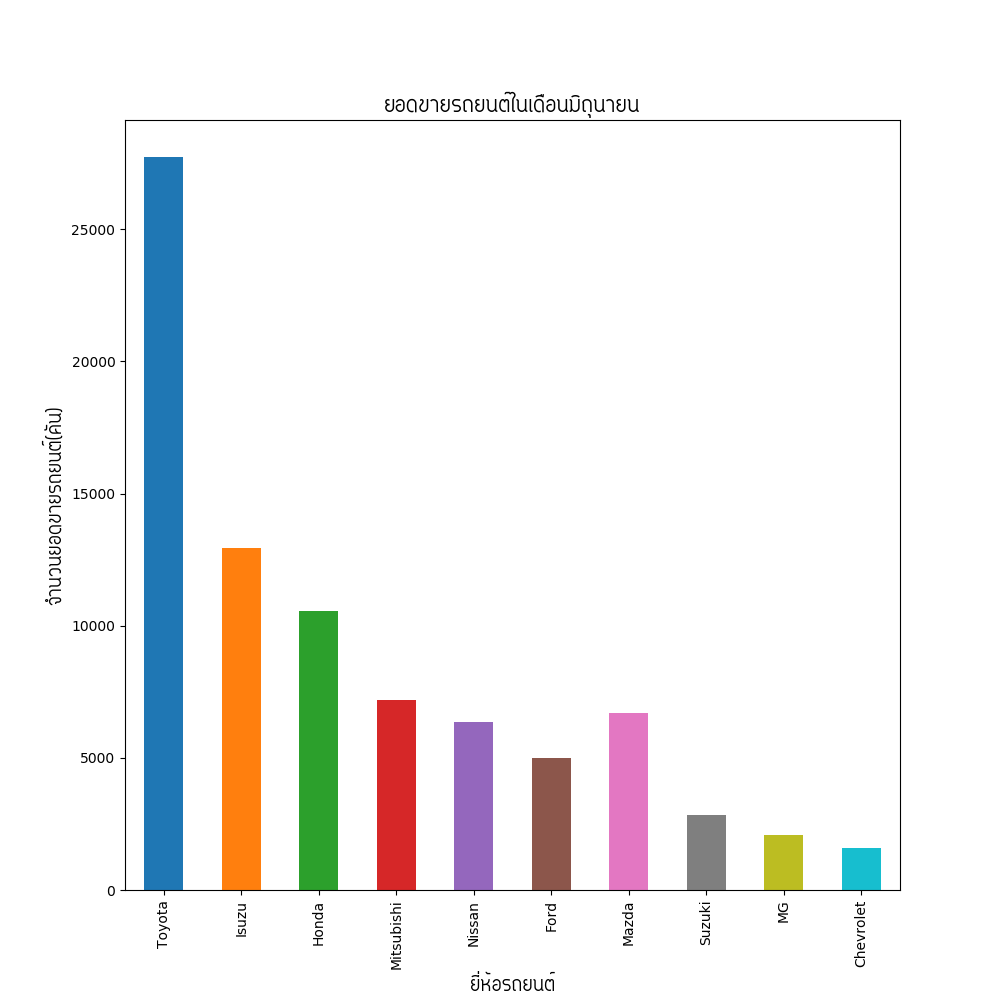 ยอดขายรถยนต์ในเดือนมิถุนายน
จำนวนยอดขายรถยนต์(คัน)
25000
20000
15000
10000
5000
0
Toyota
Isuzu
Honda
Mitsubishi
Nissan
Ford
Mazda
Suzuki
MG
Chevrolet
ยี่ห้อรถยนต์